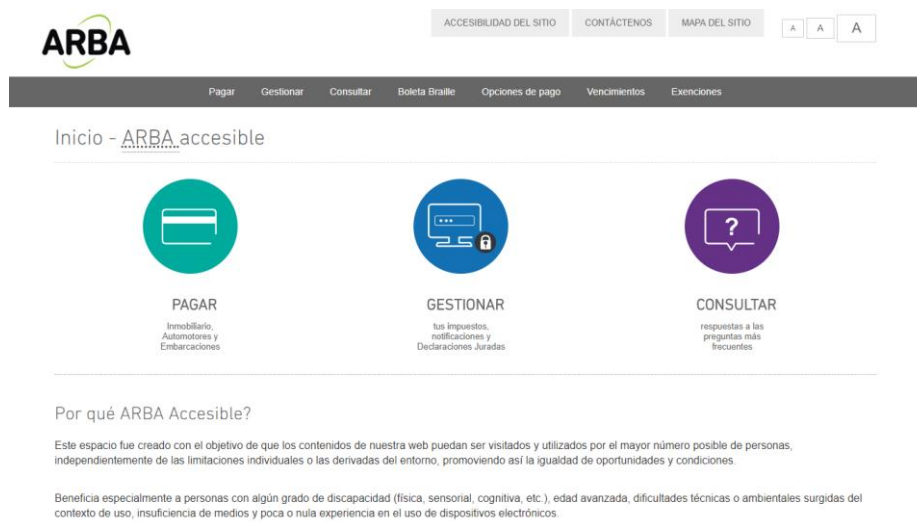 ARBA
ACCESIBILIDAD DEL SITIO CONTÁCTENOS MAPA DEL SITIO A A A
Pagar Gestionar Consultar Boleta Braille Opciones de pago Vencimientos Exenciones
Inicio - ARBA accesible
?
PAGAR
Inmobiliario,
Automotores y
Embarcaciones
GESTIONAR
tus impuestos,
notificaciones y
Declaraciones Juradas
CONSULTAR
respuestas a las
preguntas más
frecuentes
Por qué ARBA Accesible?
Este espacio fue creado con el objetivo de que los contenidos de nuestra web puedan ser visitados y utilizados por el mayor número posible de personas,
independientemente de las limitaciones individuales o las derivadas del entorno, promoviendo así la igualdad de oportunidades y condiciones.
Beneficia especialmente a personas con algún grado de discapacidad (física, sensorial, cognitiva, etc.), edad avanzada, dificultades técnicas o ambientales surgidas del
contexto de uso, insuficiencia de medios y poca o nula experiencia en el uso de dispositivos electrónicos.